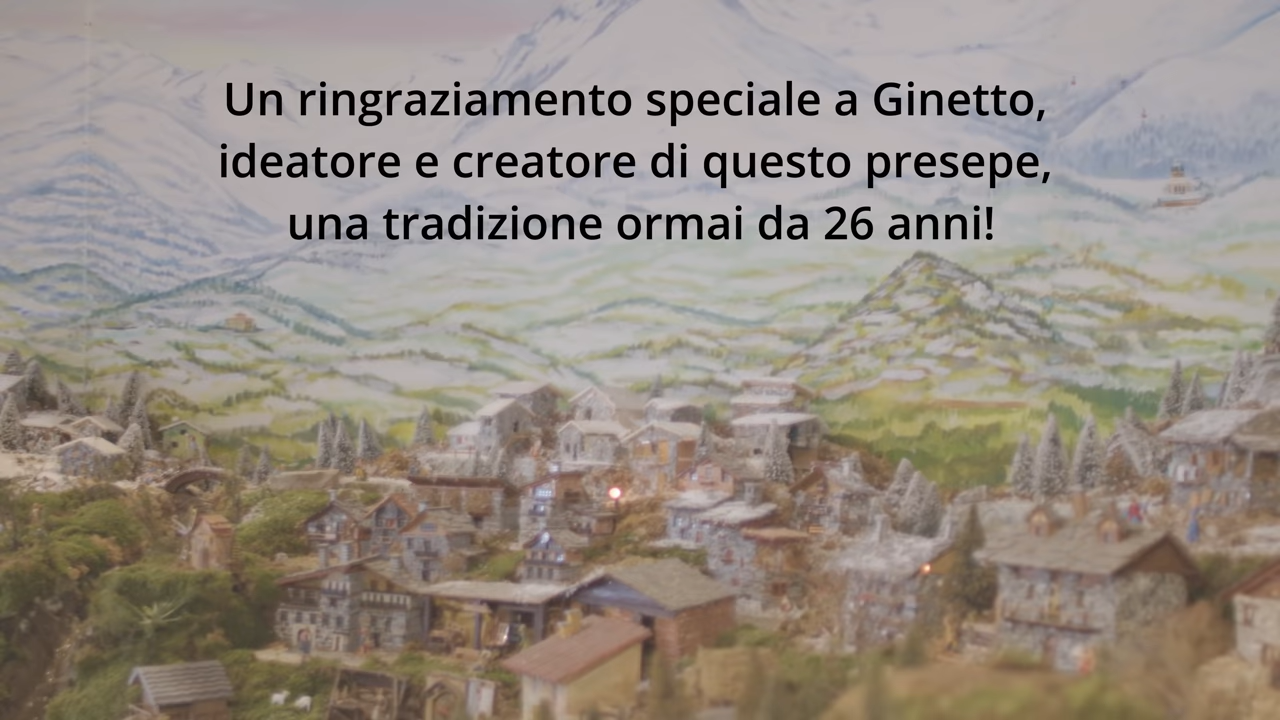 Un ringraziamento speciale a Ginetto,
ideatore e creatore di questo presepe,
una tradizione ormai da 26 anni!